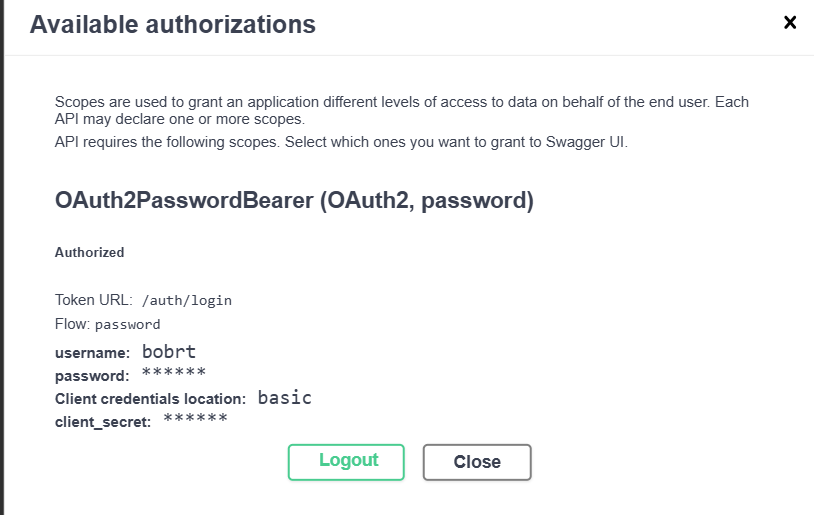 Available authorizations
Scopes are used to grant an application different levels of access to data on behalf of the end user. Each
API may declare one or more scopes.
API requires the following scopes. Select which ones you want to grant to Swagger UI.
OAuth2PasswordBearer (OAuth2, password)
Authorized
Token URL: /auth/login
Flow: password
username: bobrt
password: ******
Client credentials location: basic
client_secret: ******
Logout Close